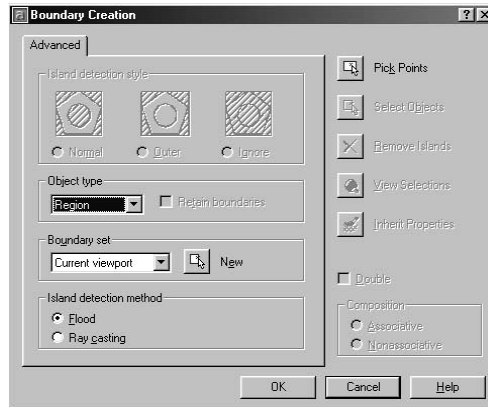 Boundary Creation
Advanced
Island detection style
Normal
Outer
Ignore
Object type
Region
Retain boundaries
Boundary set
Current viewport
New
Island detection method
Flood
Ray casting
Pick Points
Select Objects
Remove Islands
View Selections
Inherit Properties
Double
Composition
Associative
Nonassociative
OK
Cancel
Help